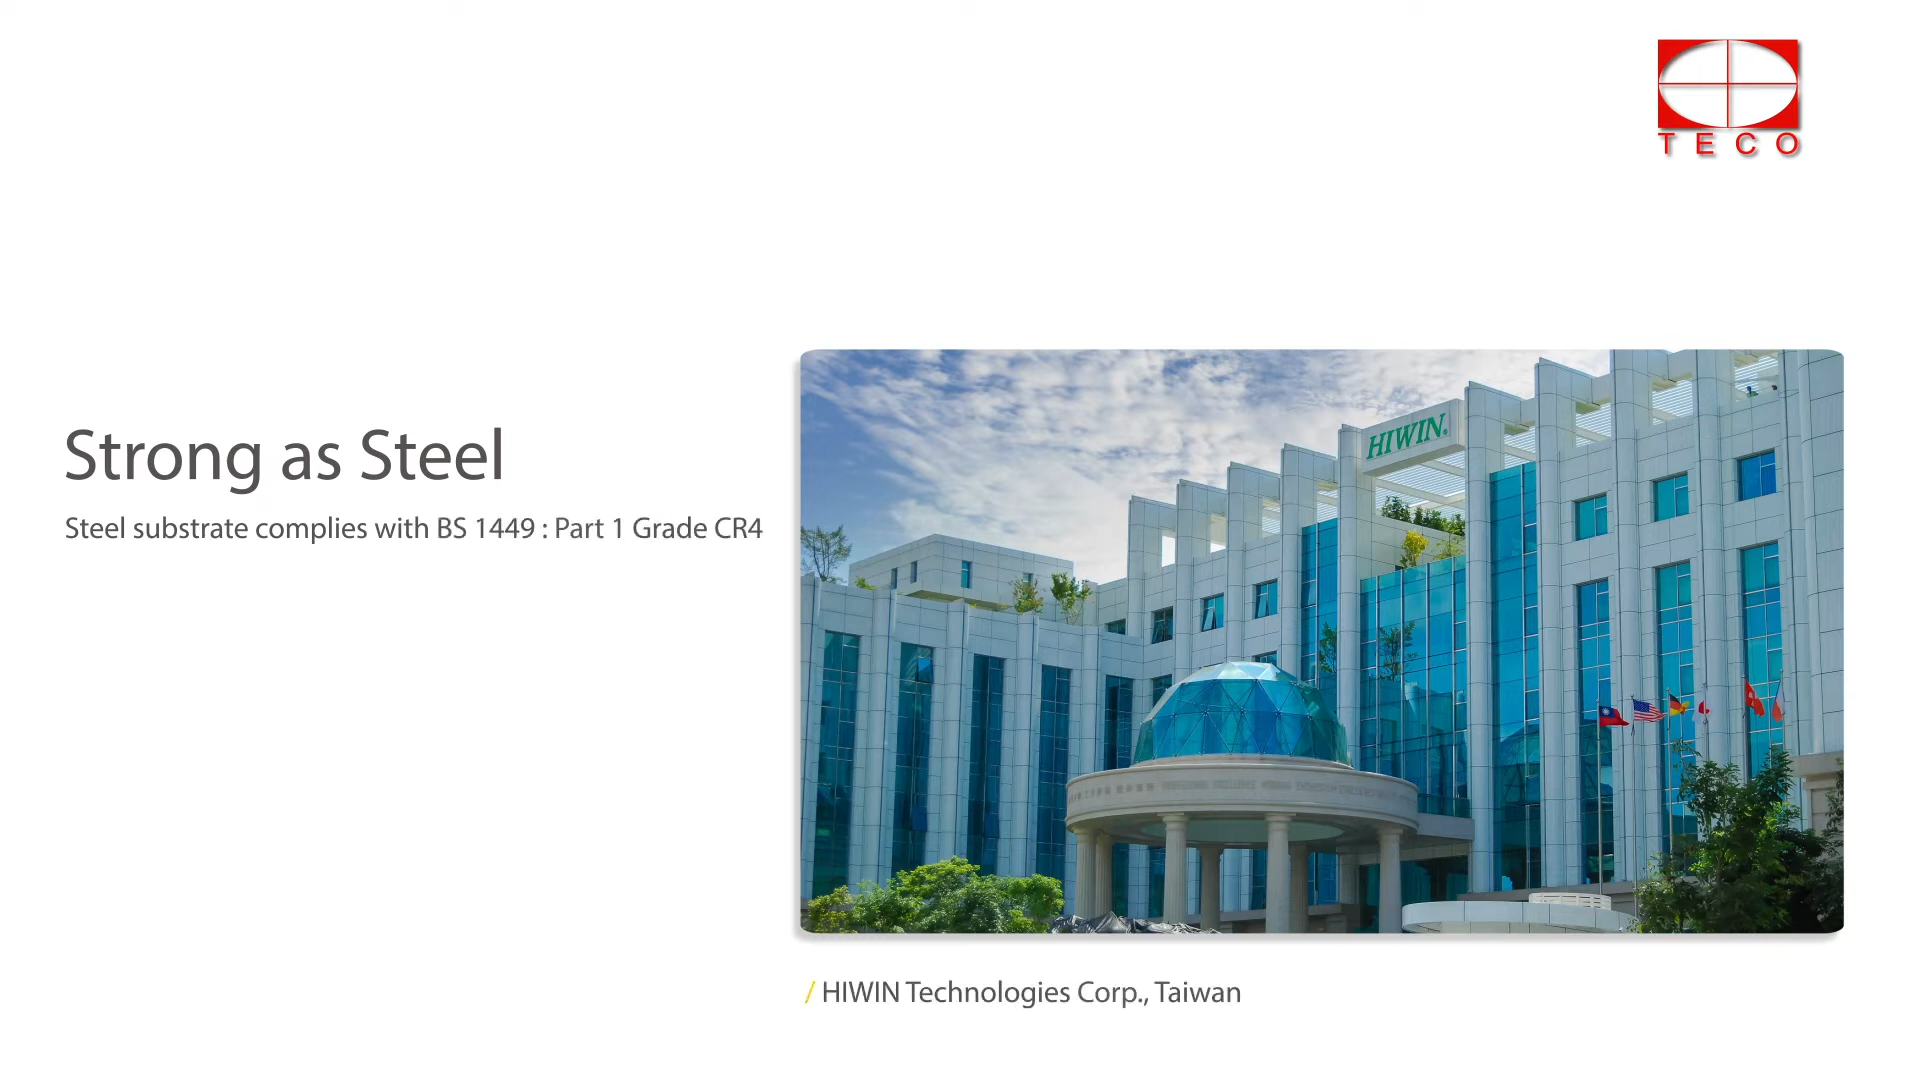 TECO
Strong as Steel
Steel substrate complies with BS 1449 : Part 1 Grade CR4
HIWIN®
/ HIWIN Technologies Corp., Taiwan